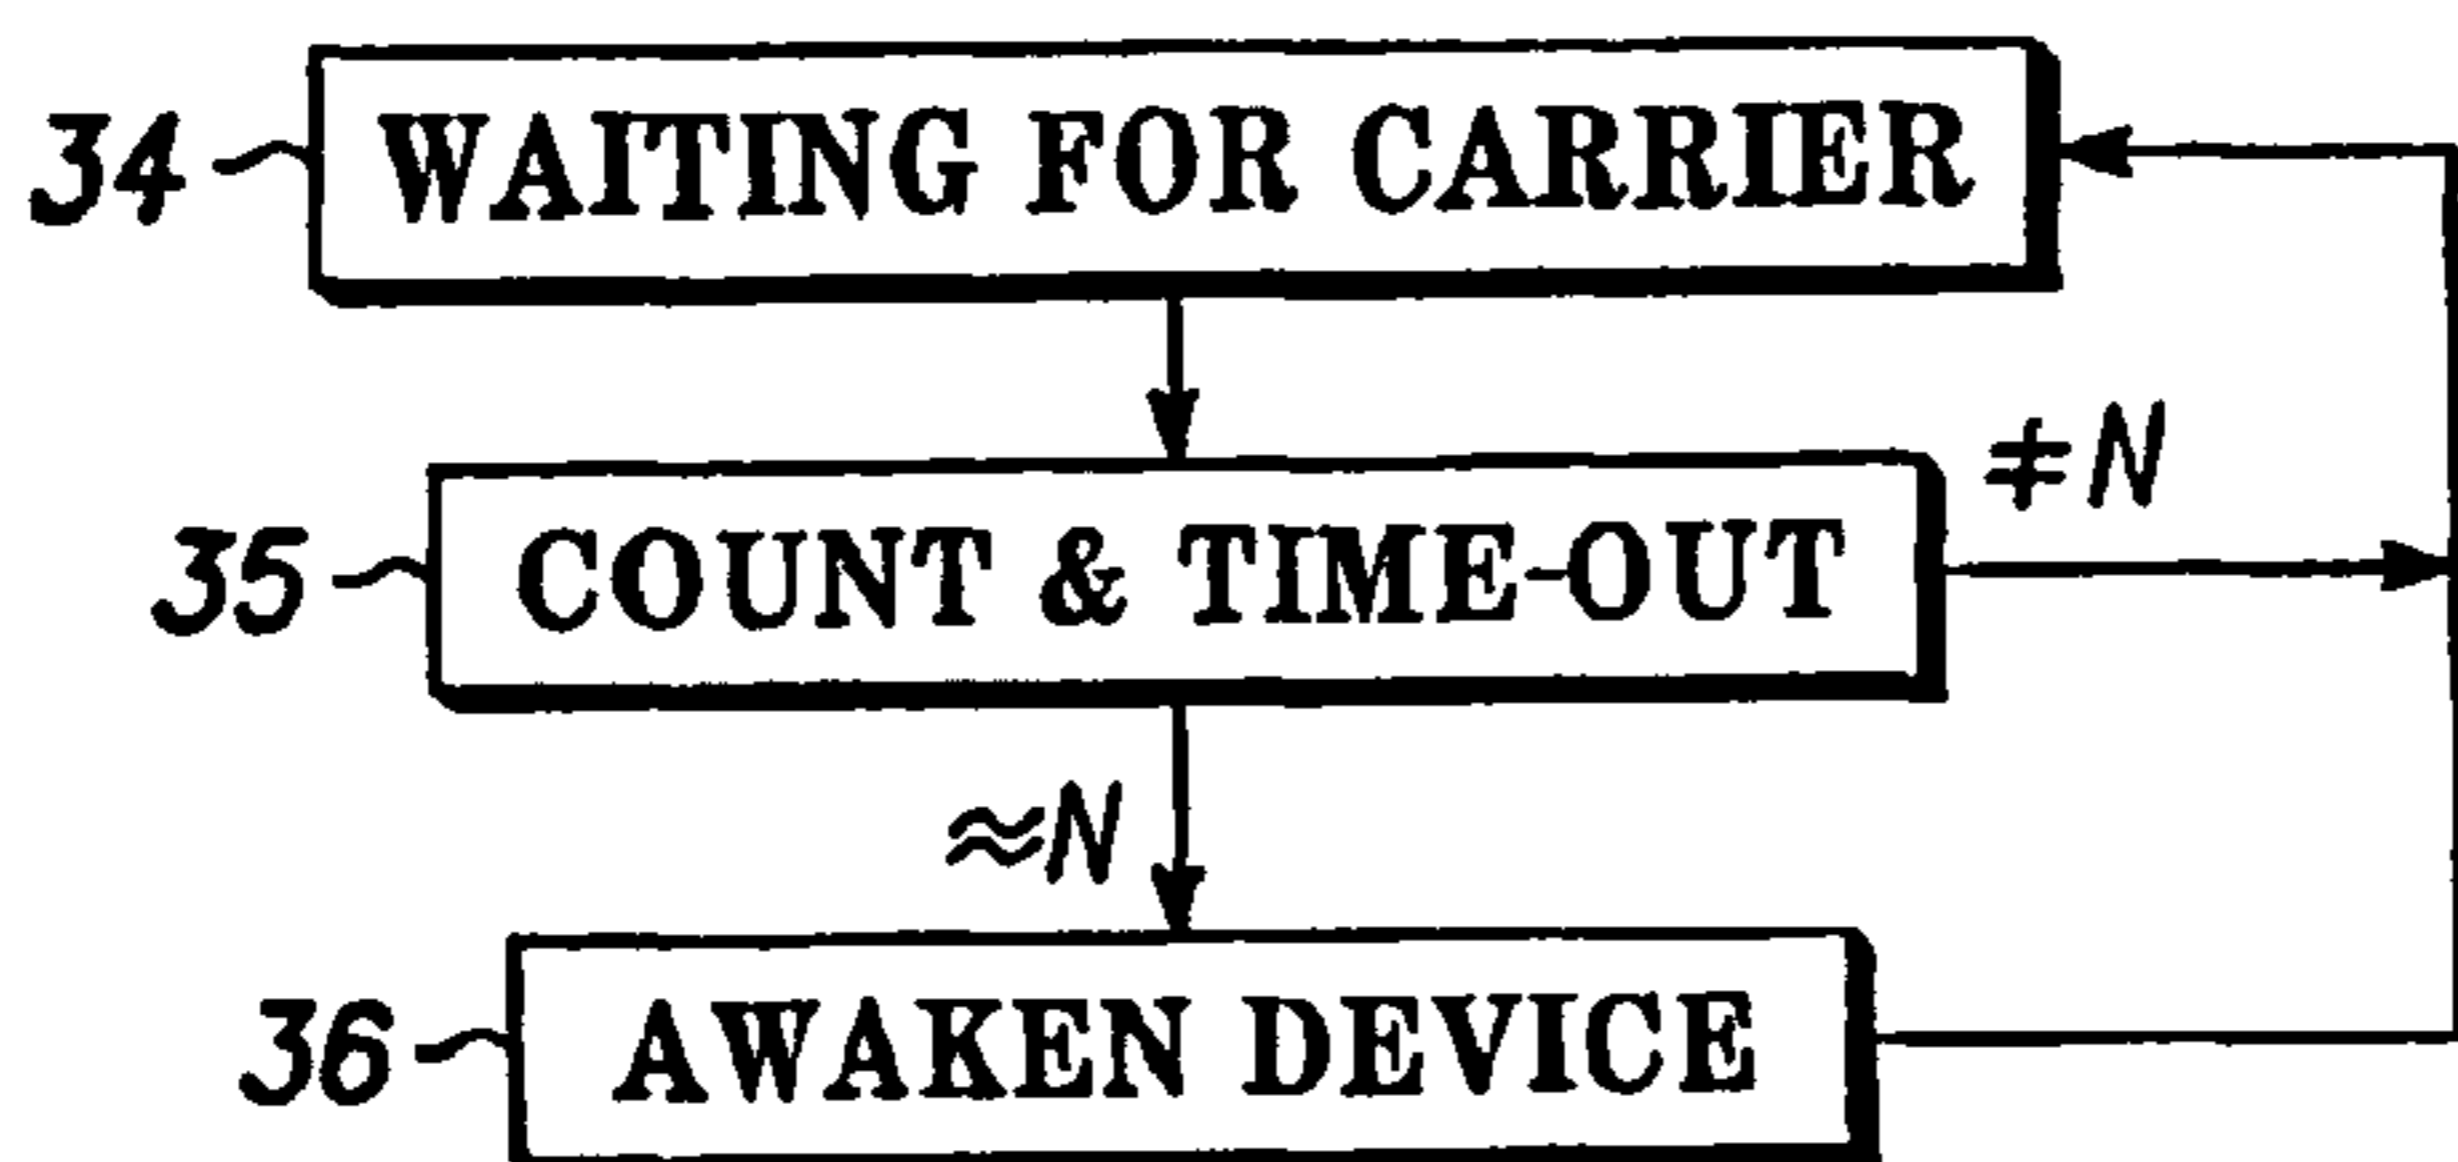 34 WAITING FOR CARRIER
≠N
35 COUNT & TIME-OUT
≈N
36 AWAKEN DEVICE